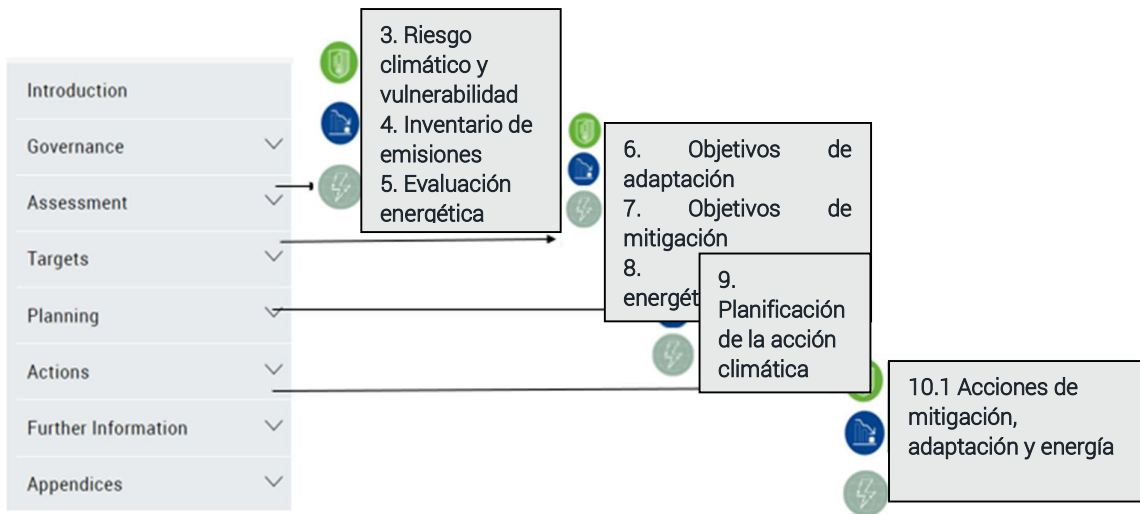 Introduction
Governance
Assessment
Targets
Planning
Actions
Further Information
Appendices
3. Riesgo
climático y
vulnerabilidad
4. Inventario de
emisiones
5. Evaluación
energética
6. Objetivos de
adaptación
7. Objetivos de
mitigación
8.
9.
Planificación
de la acción
climática
10.1 Acciones de
mitigación,
adaptación y energía